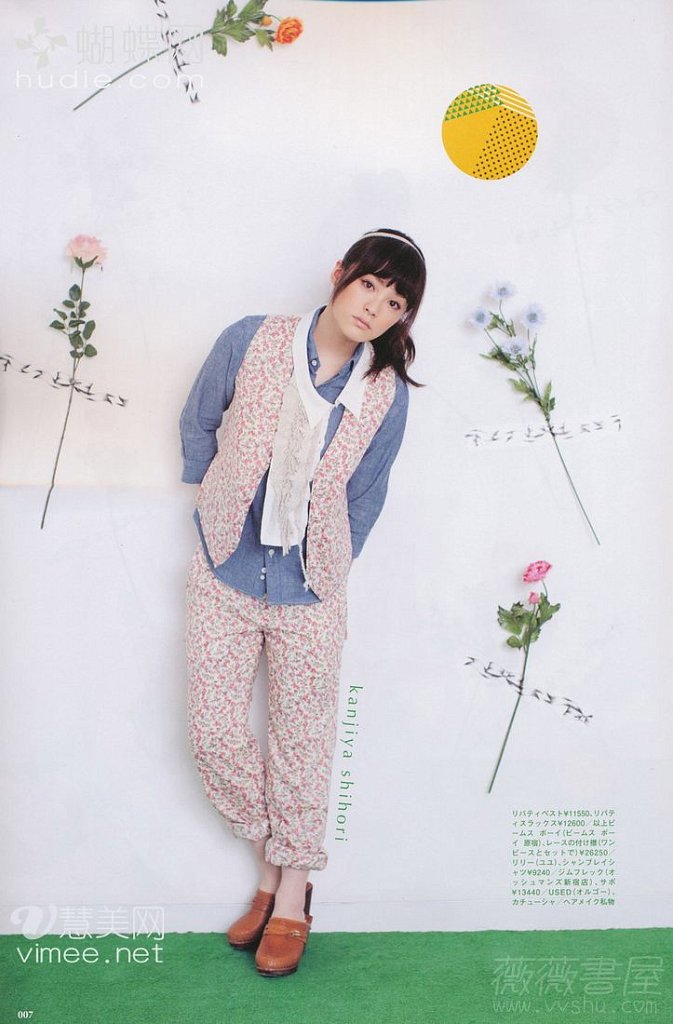 蝴蝶网
hudie.com
kanjiya shihori
リバティベスト¥11550、リバテ
ィスラックス¥12600／以上ビ
ームス ボーイ（ビームス ボー
イ 原宿）、レースの付け襟（ワン
ピースとセットで）¥26250／
リリー（ユユ）、シャンブレイシ
ャツ¥9240／ジムフレックス（オ
ッシュマンズ新宿店）、サボ
¥13440／USED（オルゴー）、
カチューシャ／ヘアメイク私物
慧美网
vimee.net
薇薇書屋
www.vvshu.com
007